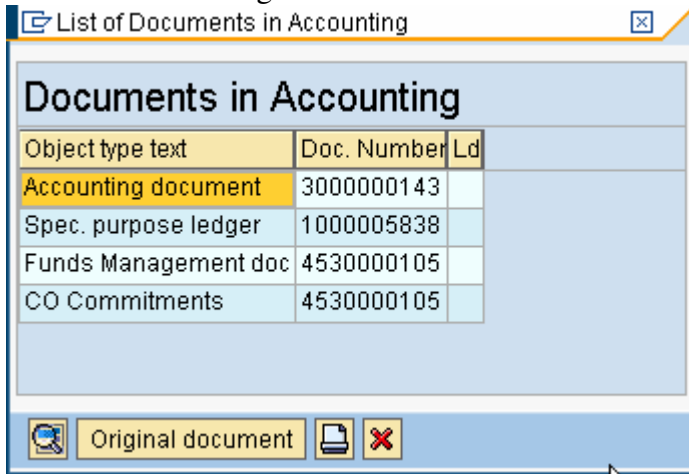 List of Documents in Accounting
Documents in Accounting
Object type text Doc. Number Ld
Accounting document 3000000143
Spec. purpose ledger 1000005838
Funds Management doc 4530000105
CO Commitments 4530000105
Original document